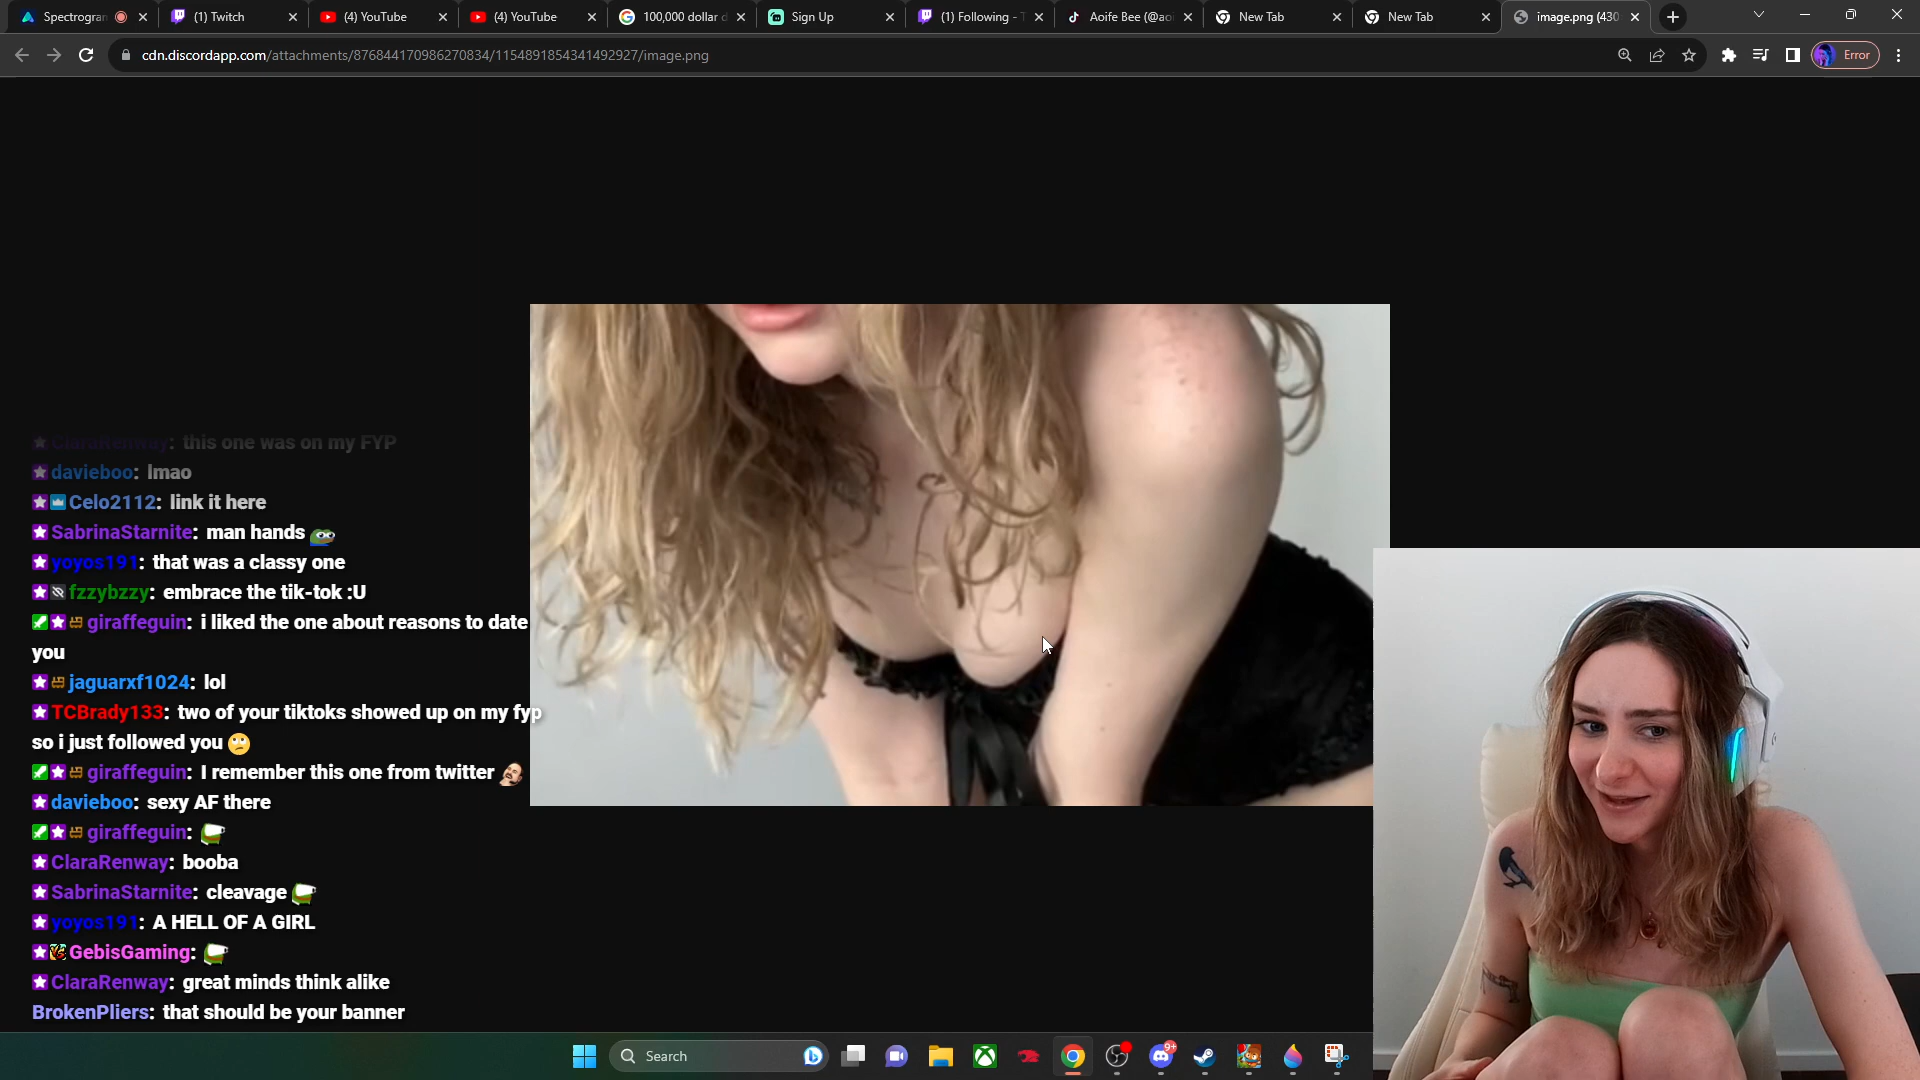 Spectrogran
(1) Twitch
(4) YouTube
(4) YouTube
100,000 dollar d
Sign Up
(1) Following - T
Aoife Bee (@aoi
New Tab
New Tab
image.png (430
cdn.discordapp.com/attachments/876844170986270834/1154891854341492927/image.png
Error
ClaraRenway: this one was on my FYP
davieboo: lmao
Celo2112: link it here
SabrinaStarnite: man hands
yoyos191: that was a classy one
fzzybzzy: embrace the tik-tok :U
giraffeguin: i liked the one about reasons to date
you
jaguarxf1024: lol
TCBrady133: two of your tiktoks showed up on my fyp
so i just followed you
giraffeguin: I remember this one from twitter
davieboo: sexy AF there
giraffeguin:
ClaraRenway: booba
SabrinaStarnite: cleavage
yoyos191: A HELL OF A GIRL
GebisGaming:
ClaraRenway: great minds think alike
BrokenPliers: that should be your banner
Search
9+